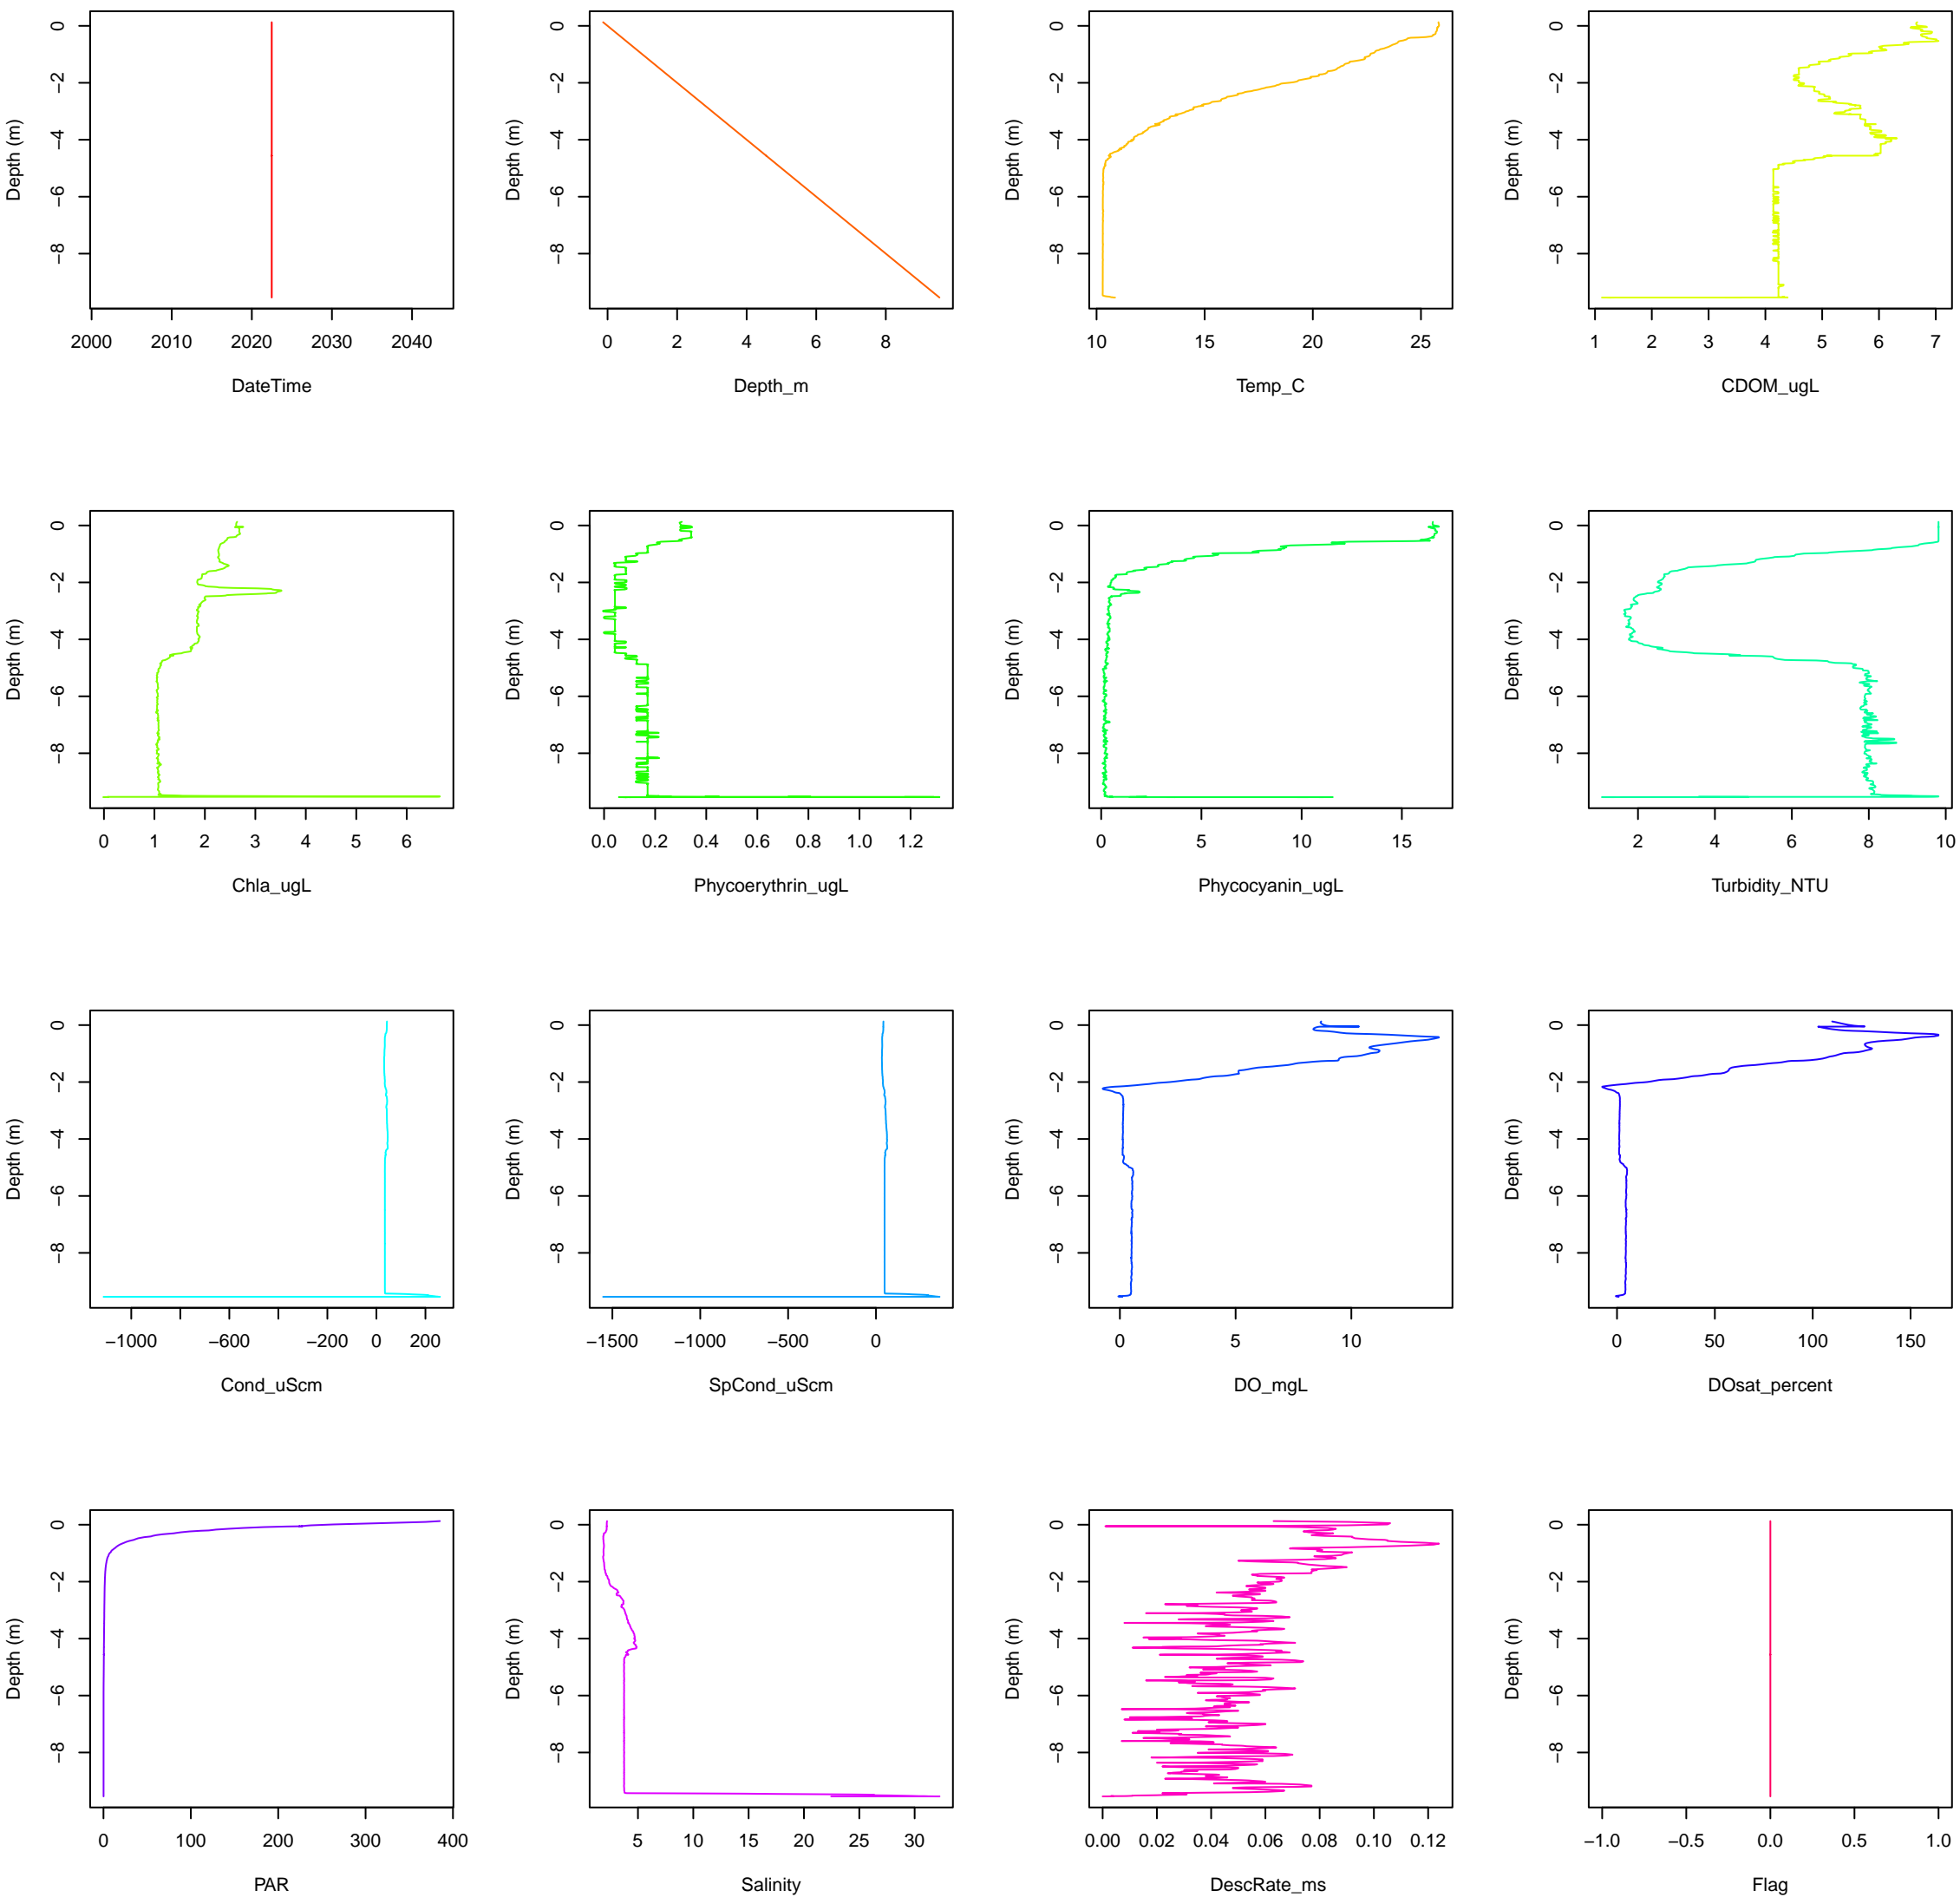 Depth (m)
0
−2
−4
−6
−8
2000 2010 2020 2030 2040
DateTime
Depth (m)
0
−2
−4
−6
−8
0 2 4 6 8
Depth_m
Depth (m)
0
−2
−4
−6
−8
10 15 20 25
Temp_C
Depth (m)
0
−2
−4
−6
−8
1 2 3 4 5 6 7
CDOM_ugL
Depth (m)
0
−2
−4
−6
−8
0 1 2 3 4 5 6
Chla_ugL
Depth (m)
0
−2
−4
−6
−8
0.0 0.2 0.4 0.6 0.8 1.0 1.2
Phycoerythrin_ugL
Depth (m)
0
−2
−4
−6
−8
0 5 10 15
Phycocyanin_ugL
Depth (m)
0
−2
−4
−6
−8
2 4 6 8 10
Turbidity_NTU
Depth (m)
0
−2
−4
−6
−8
−1000 −600 −200 0 200
Cond_uScm
Depth (m)
0
−2
−4
−6
−8
−1500 −1000 −500 0
SpCond_uScm
Depth (m)
0
−2
−4
−6
−8
0 5 10
DO_mgL
Depth (m)
0
−2
−4
−6
−8
0 50 100 150
DOsat_percent
Depth (m)
0
−2
−4
−6
−8
0 100 200 300 400
PAR
Depth (m)
0
−2
−4
−6
−8
5 10 15 20 25 30
Salinity
Depth (m)
0
−2
−4
−6
−8
0.00 0.02 0.04 0.06 0.08 0.10 0.12
DescRate_ms
Depth (m)
0
−2
−4
−6
−8
−1.0 −0.5 0.0 0.5 1.0
Flag